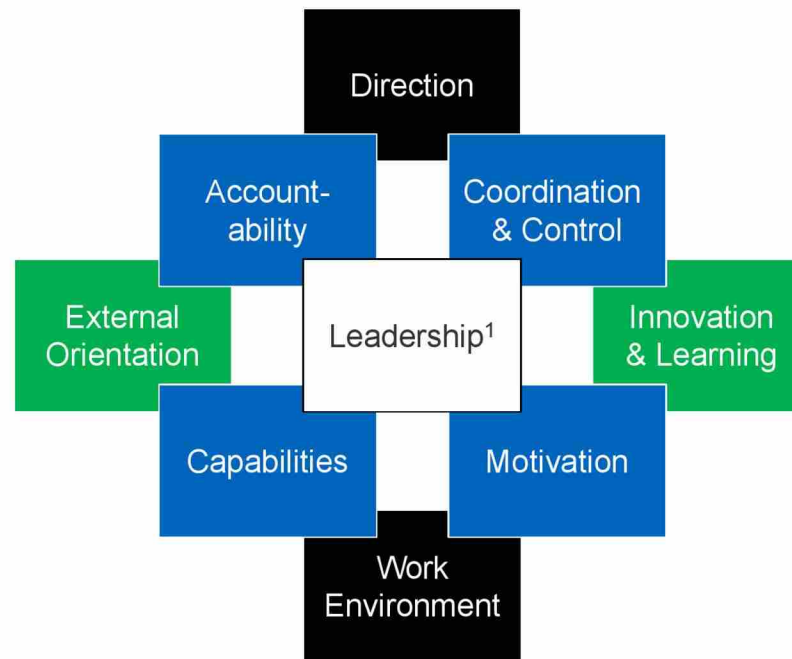 Direction
Account-
ability
Coordination
& Control
External
Orientation
Leadership¹
Innovation
& Learning
Capabilities
Motivation
Work
Environment